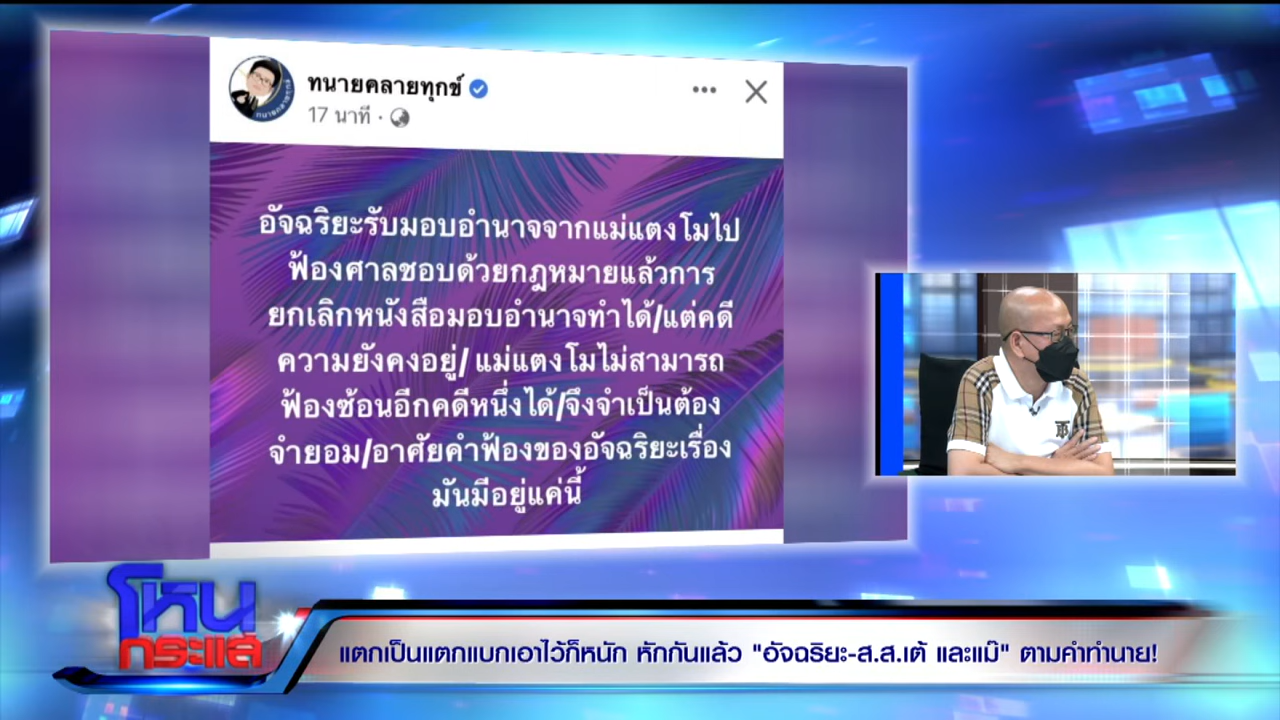 ทนายคลายทุกข์
17 นาที ·
อัจฉริยะรับมอบอำนาจจากแม่แตงโมไป
ฟ้องศาลชอบด้วยกฎหมายแล้วการ
ยกเลิกหนังสือมอบอำนาจทำได้/แต่คดี
ความยังคงอยู่/ แม่แตงโมไม่สามารถ
ฟ้องซ้อนอีกคดีหนึ่งได้/จึงจำเป็นต้อง
จำยอม/อาศัยคำฟ้องของอัจฉริยะเรื่อง
มันมีอยู่แค่นี้
โหน
กระแส
แตกเป็นแตกแบกเอาไว้ก็หนัก หักกันแล้ว "อัจฉริยะ-ส.ส.เต้ และแม๊" ตามคำทำนาย!